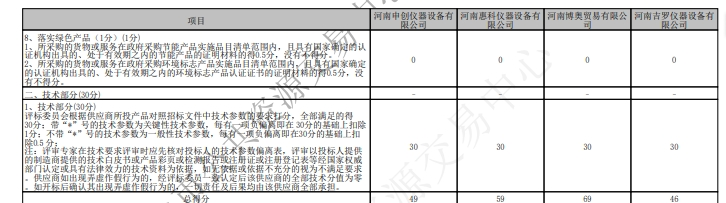 项目
河南申创仪器设备有限公司
河南惠科仪器设备有限公司
河南博奥贸易有限公司
河南吉罗仪器设备有限公司
8、落实绿色产品（1分）(1分)
1、所采购的货物或服务在政府采购节能产品实施品目清单范围内，且具有国家确定的认
证机构出具的、处于有效期之内的节能产品的证明材料的得0.5分，没有不得分。
2、所采购的货物或服务在政府采购环境标志产品实施品目清单范围内，且具有国家确定
的认证机构出具的、处于有效期之内的环境标志产品认证证书的证明材料的得0.5分，没
有不得分。
0
0
0
0
二、技术部分(30分)
-
-
-
-
1、技术部分(30分)
评标委员会根据供应商所投产品对照招标文件中技术参数的要求打分，全部满足的得
30分；带“*”号的技术参数为关键性技术参数，每有一项负偏离即在 30分的基础上扣除
1分；不带“*”号的技术参数为一般性技术参数，每有一项负偏离即在30分的基础上扣
除0.5 分；
注：评审专家在技术要求评审时应先核对投标人的技术参数偏离表，评审以投标人提供
的制造商提供的技术白皮书或产品彩页或检测报告或注册证或注册登记表等经国家权威
部门认定或具有法律效力的技术资料为依据，如无依据或依据不充分的视为不满足要求
。供应商如出现弄虚作假行为的，经评标委员一致认定后该供应商的全部技术分值为零
。如开标后确认其出现弄虚作假行为的，一切责任及后果均由该供应商全部承担。
30
30
30
30
总得分
49
59
69
46